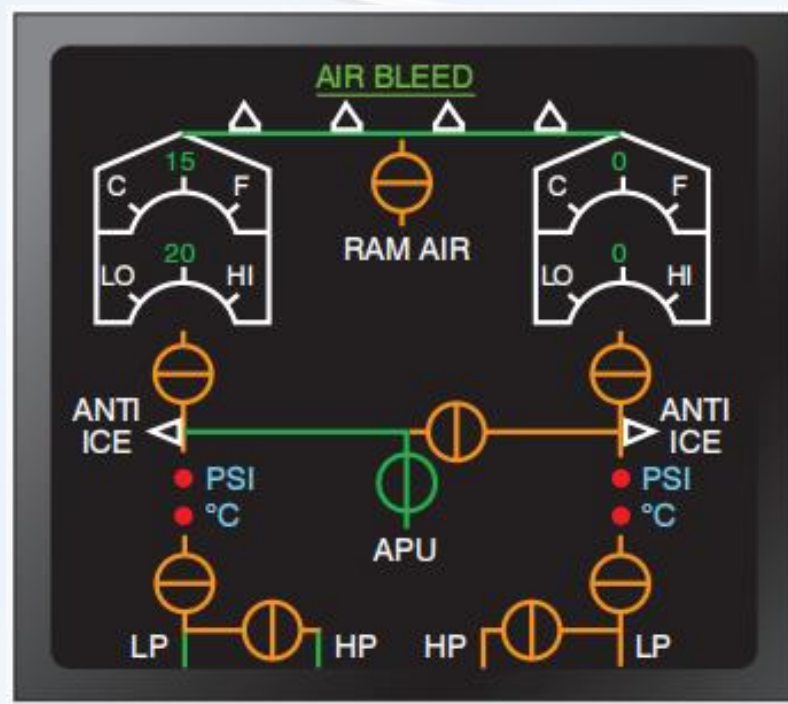 AIR BLEED
15
C F
20
LO HI
RAM AIR
0
C F
0
LO HI
ANTI
ICE
ANTI
ICE
PSI
°C
PSI
°C
APU
LP HP HP LP